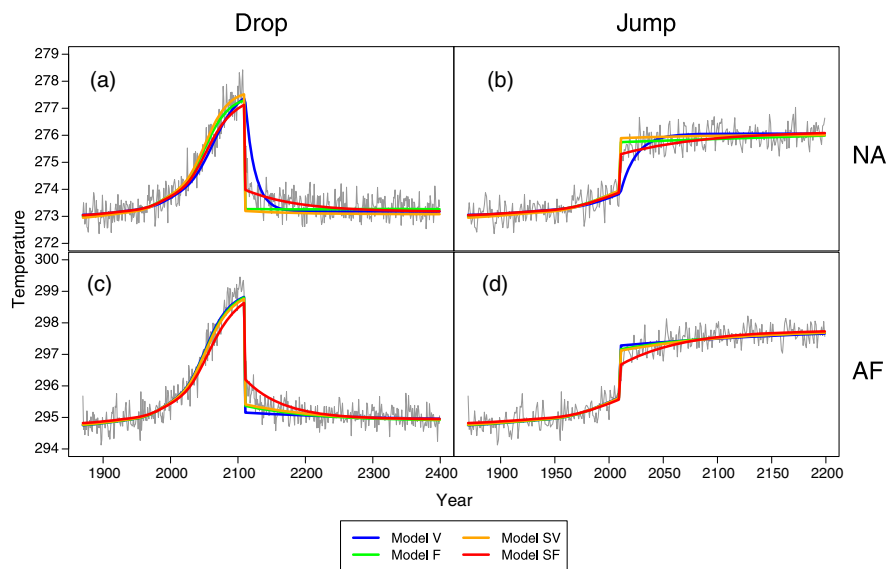 Drop Jump
279
278
277
276
275
274
273
272
(a)
(b)
NA
300
299
298
297
296
295
294
(c)
(d)
AF
Temperature
1900 2000 2100 2200 2300 2400
1900 1950 2000 2050 2100 2150 2200
Year
Model V Model SV
Model F Model SF